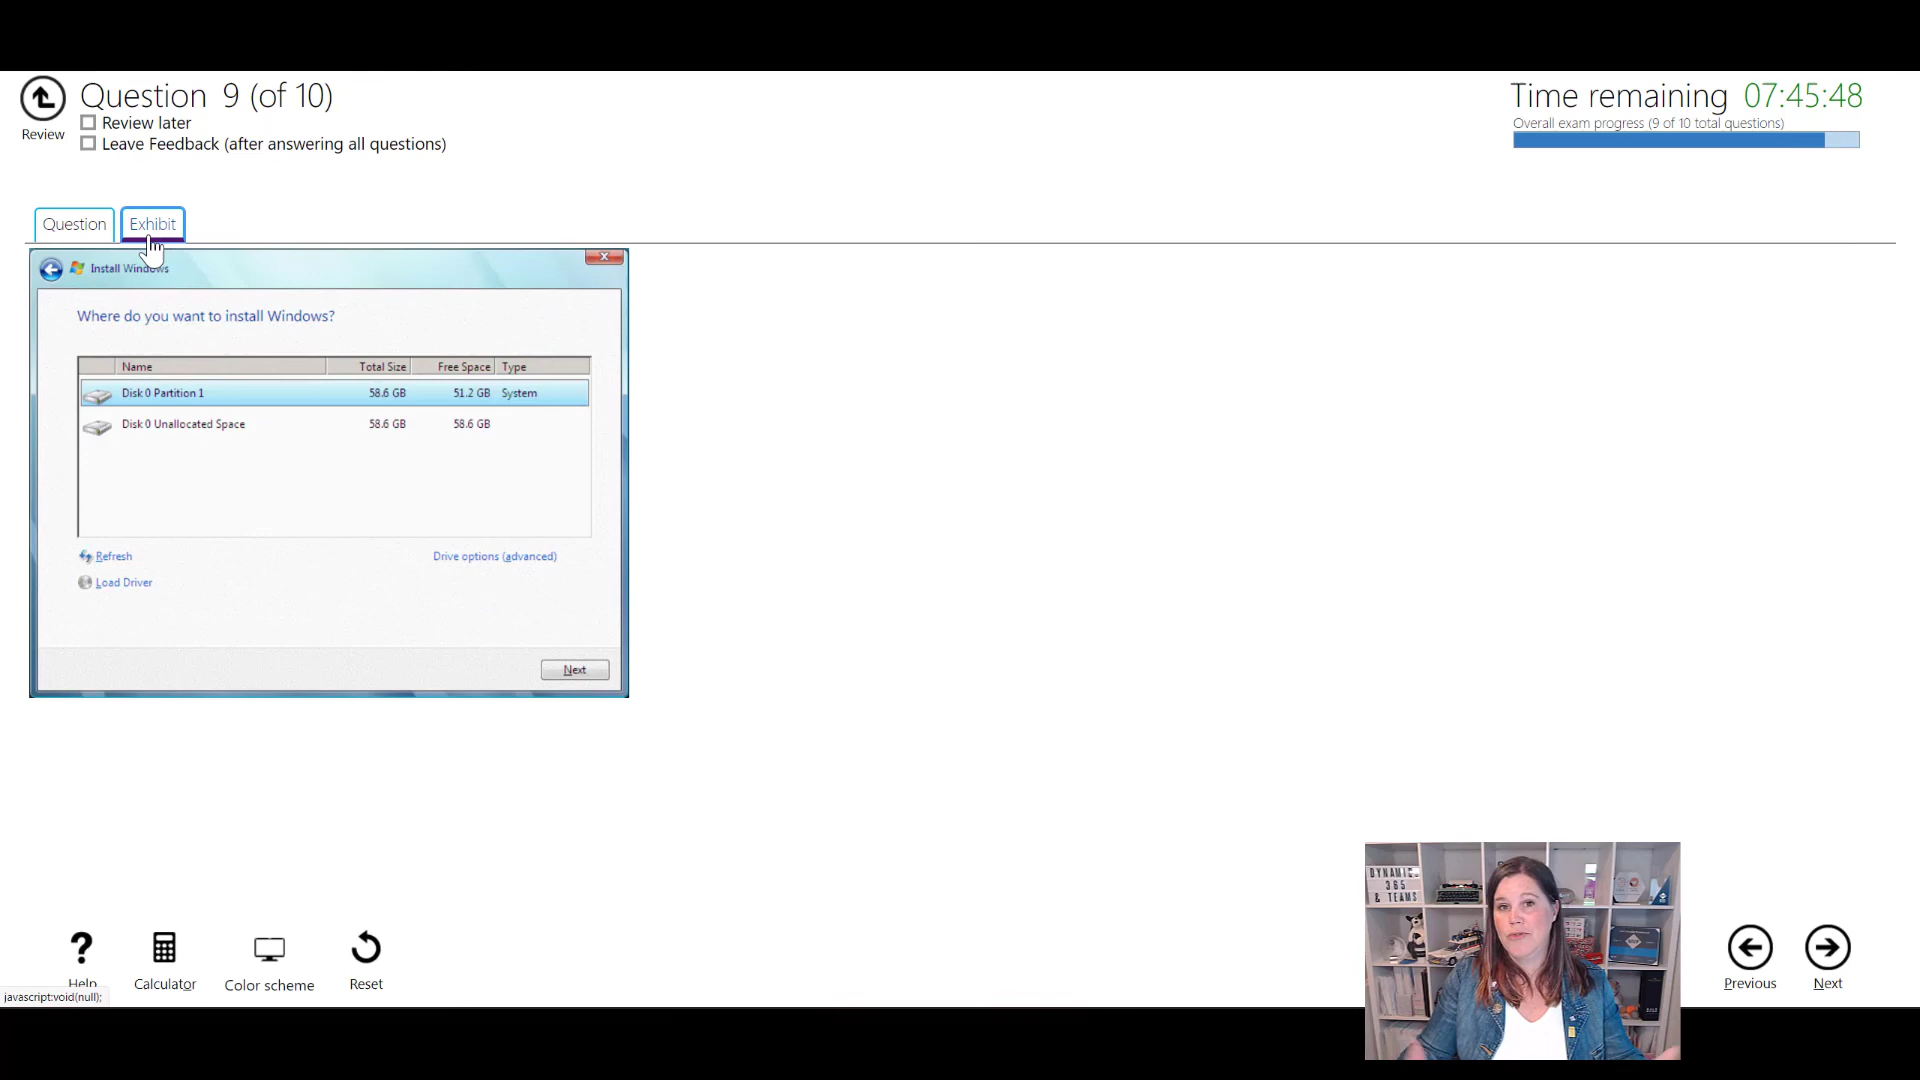 Question 9 (of 10)
Review later
Leave Feedback (after answering all questions)
Review
Time remaining 07:45:48
Overall exam progress (9 of 10 total questions)
Question Exhibit
Install Windows
Where do you want to install Windows?
Name Total Size Free Space Type
Disk 0 Partition 1 58.6 GB 51.2 GB System
Disk 0 Unallocated Space 58.6 GB 58.6 GB
Refresh Drive options (advanced)
Load Driver
Next
DYNAMICS
365
& TEAMS
Help Calculator Color scheme Reset
Previous Next
javascript:void(null);